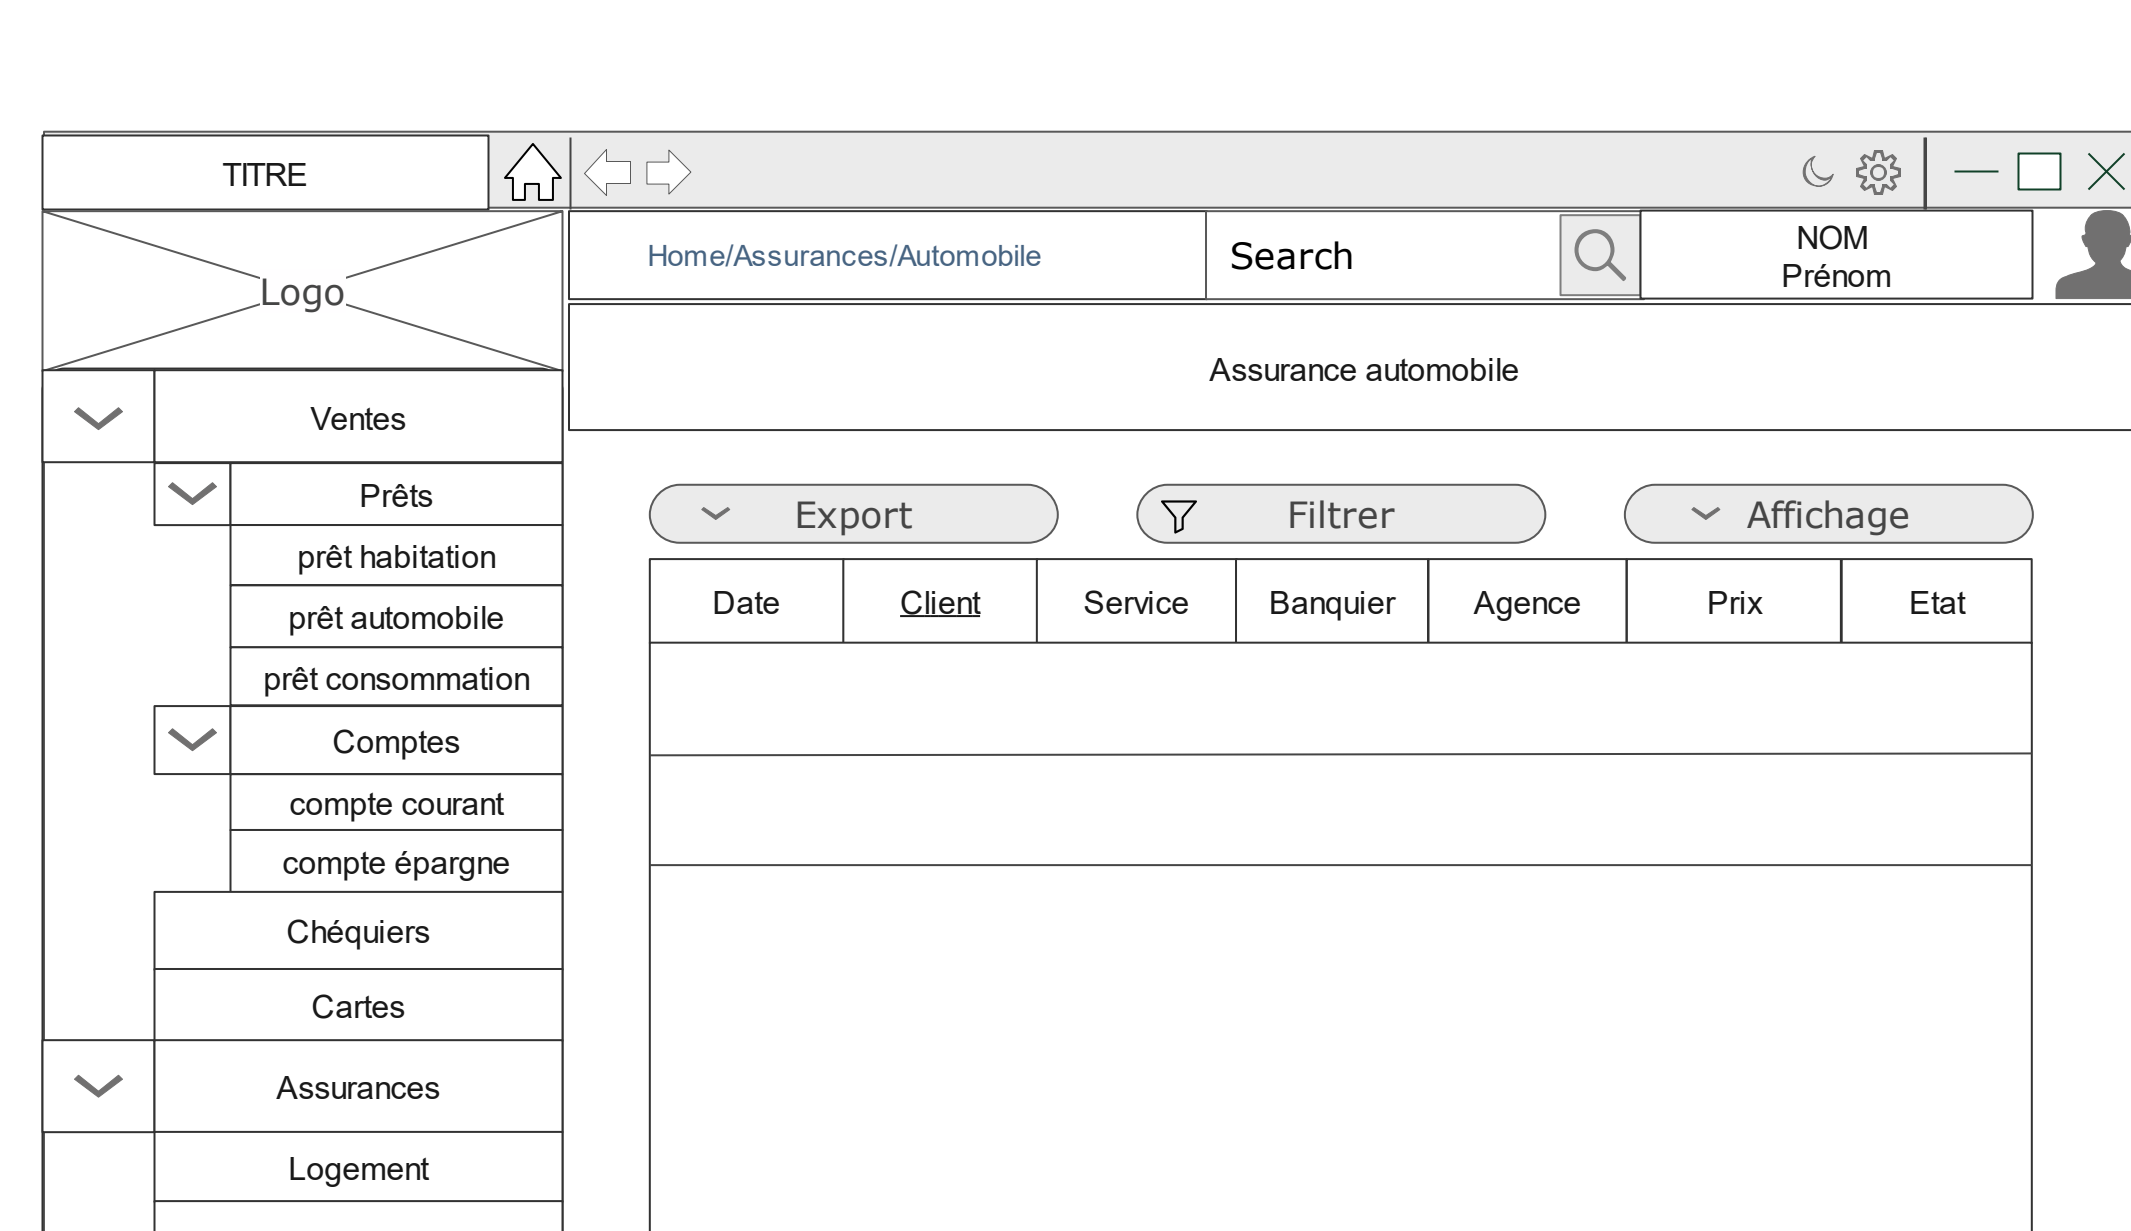 TITRE
Logo
Home/Assurances/Automobile
Search
NOM
Prénom
Assurance automobile
Ventes
Prêts
prêt habitation
prêt automobile
prêt consommation
Comptes
compte courant
compte épargne
Chéquiers
Cartes
Assurances
Logement
Export
Filtrer
Affichage
Date Client Service Banquier Agence Prix Etat